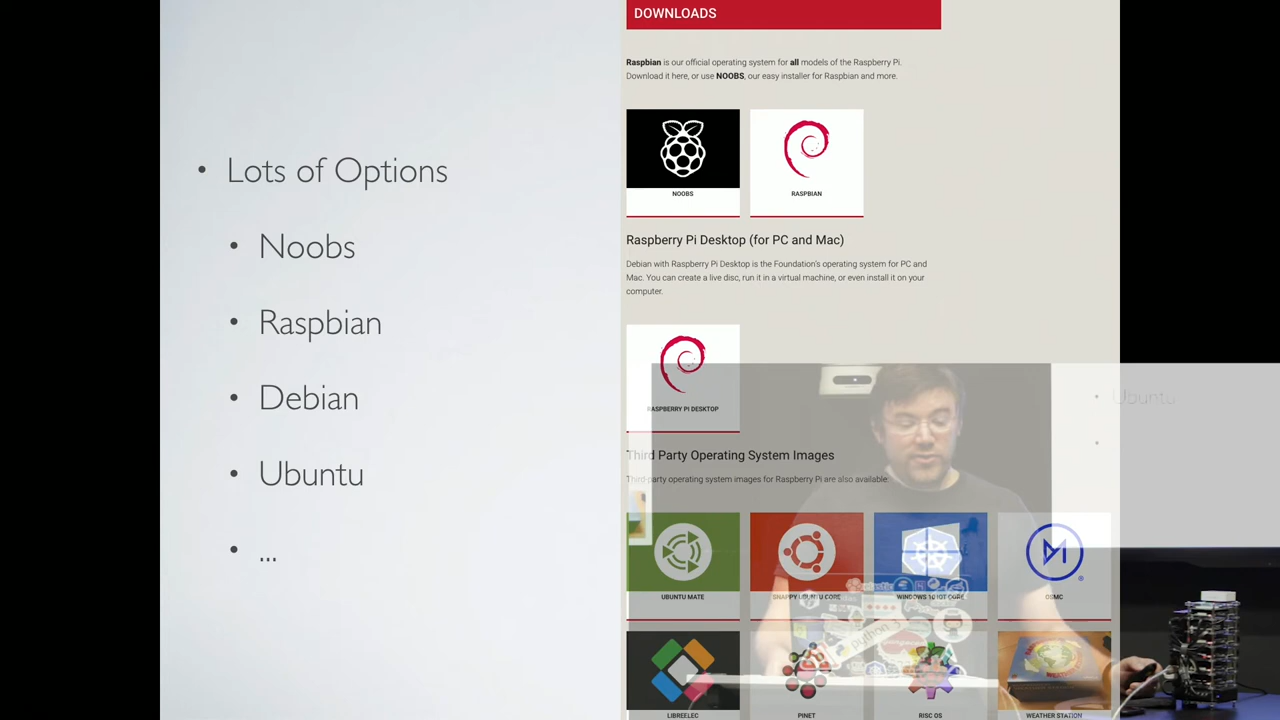 • Lots of Options
• Noobs
• Raspbian
• Debian
• Ubuntu
• ...
DOWNLOADS
Raspbian is our official operating system for all models of the Raspberry Pi.
Download it here, or use NOOBS, our easy installer for Raspbian and more.
NOOBS
RASPBIAN
Raspberry Pi Desktop (for PC and Mac)
Debian with Raspberry Pi Desktop is the Foundation's operating system for PC and
Mac. You can create a live disc, run it in a virtual machine, or even install it on your
computer.
RASPBERRY PI DESKTOP
Third Party Operating System Images
Third-party operating system images for Raspberry Pi are also available:
UBUNTU MATE
SNAPPY UBUNTU CORE
WINDOWS 10 IOT CORE
OSMC
LIBREELEC
PINET
RISC OS
WEATHER STATION
• Ubuntu
•